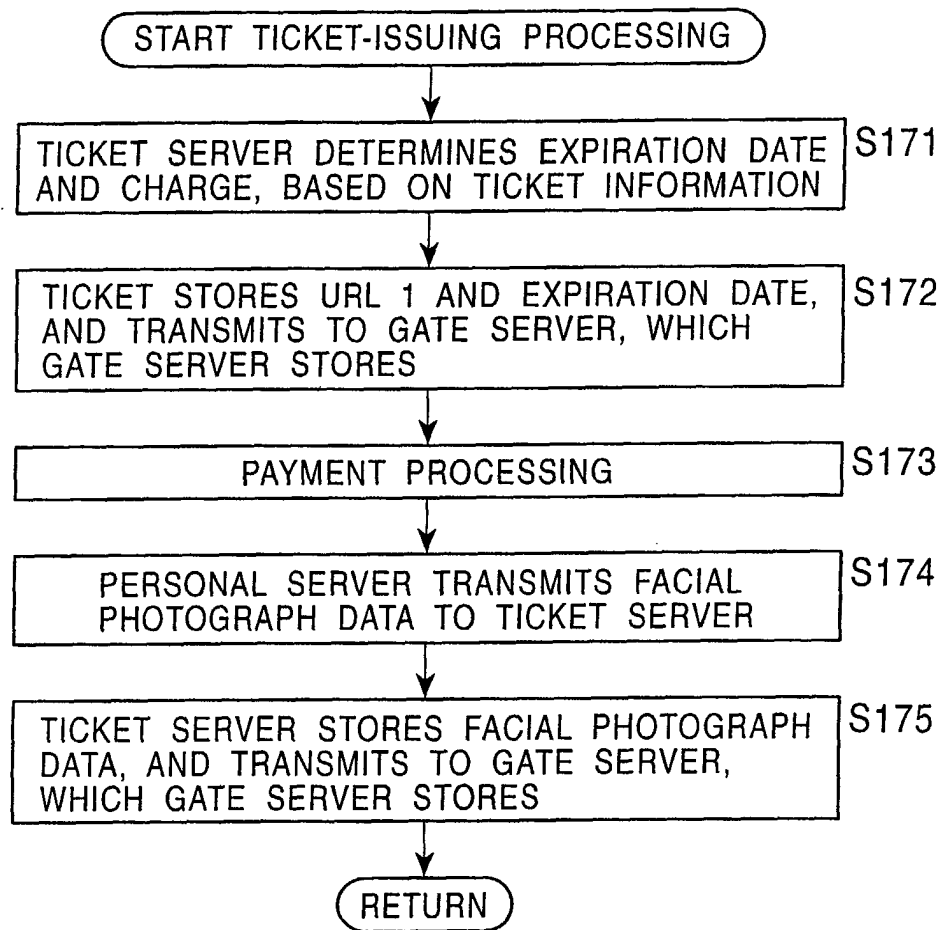 START TICKET-ISSUING PROCESSING
TICKET SERVER DETERMINES EXPIRATION DATE
AND CHARGE, BASED ON TICKET INFORMATION
S171
TICKET STORES URL 1 AND EXPIRATION DATE,
AND TRANSMITS TO GATE SERVER, WHICH
GATE SERVER STORES
S172
PAYMENT PROCESSING
S173
PERSONAL SERVER TRANSMITS FACIAL
PHOTOGRAPH DATA TO TICKET SERVER
S174
TICKET SERVER STORES FACIAL PHOTOGRAPH
DATA, AND TRANSMITS TO GATE SERVER,
WHICH GATE SERVER STORES
S175
RETURN